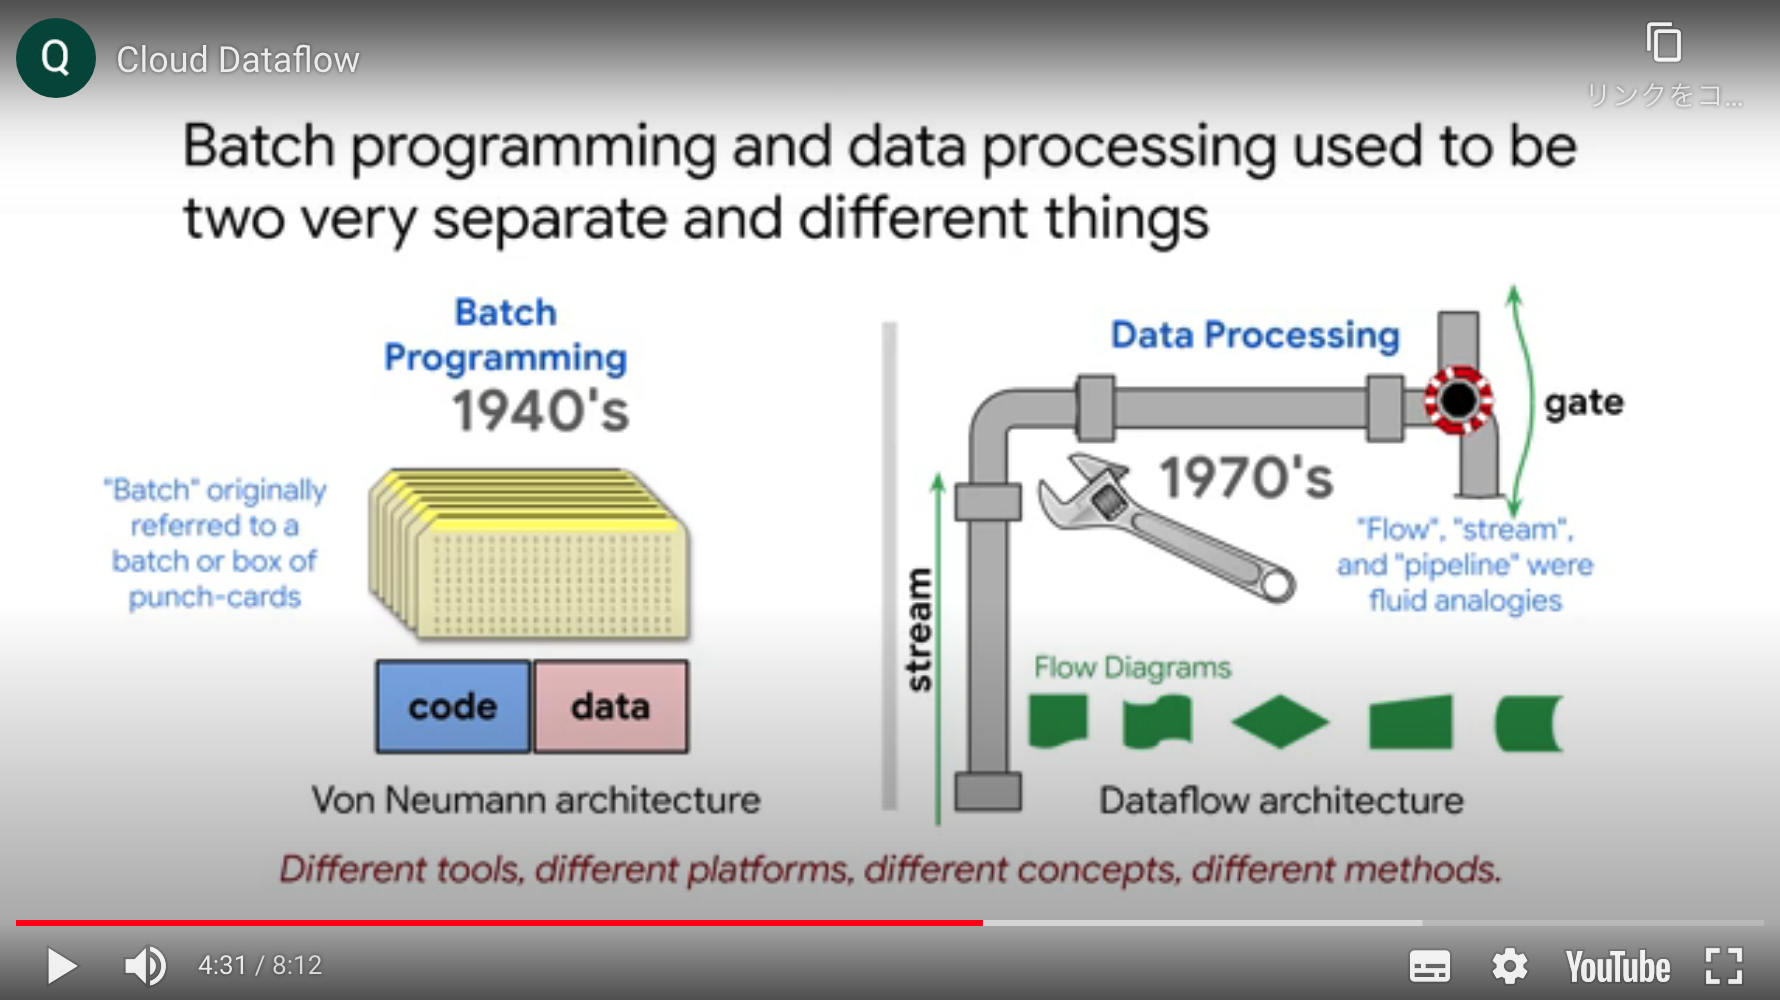 Q
Cloud Dataflow
リンクをコ...
Batch programming and data processing used to be
two very separate and different things
Batch
Programming
1940's
"Batch" originally
referred to a
batch or box of
punch-cards
code
data
Von Neumann architecture
Data Processing
gate
1970's
"Flow", "stream",
and "pipeline" were
fluid analogies
stream
Flow Diagrams
Dataflow architecture
Different tools, different platforms, different concepts, different methods.
4:31 / 8:12
YouTube